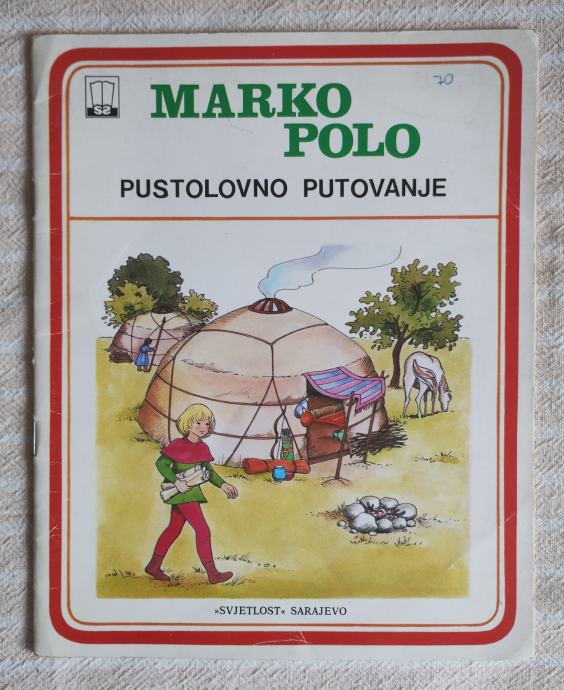 70
MARKO
POLO
PUSTOLOVNO PUTOVANJE
»SVJETLOST« SARAJEVO